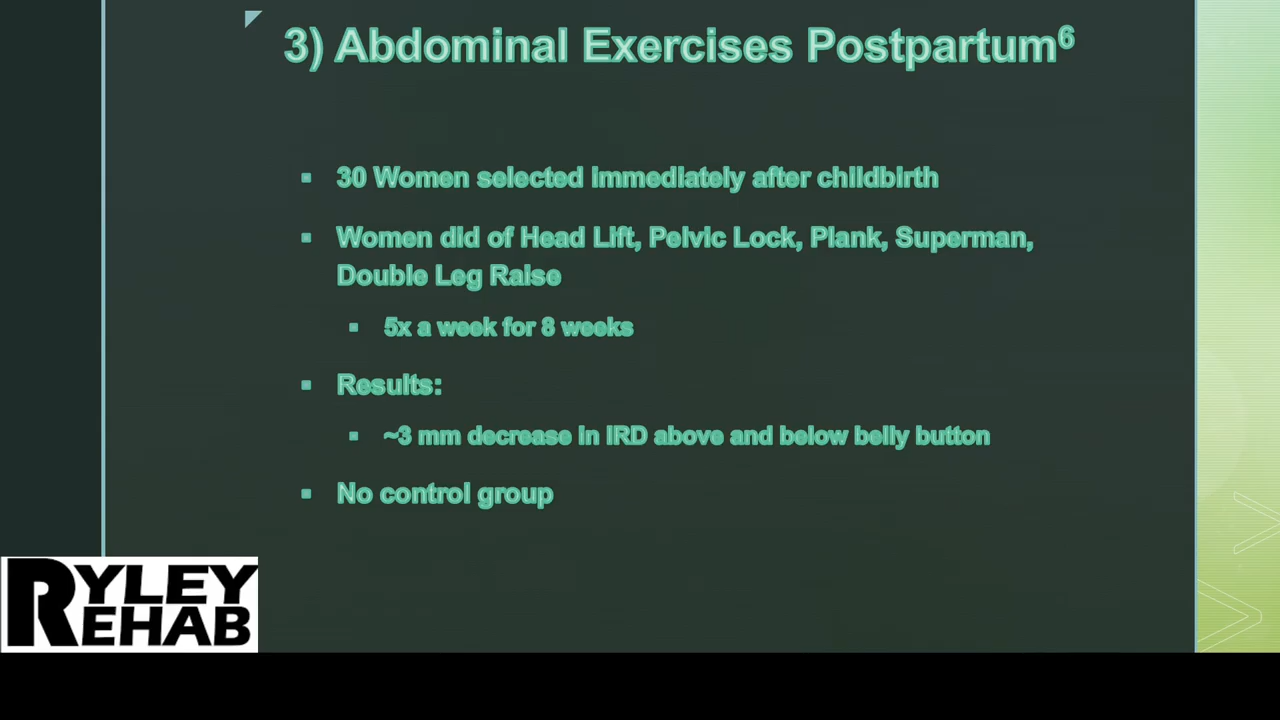 3) Abdominal Exercises Postpartum⁶
▪ 30 Women selected immediately after childbirth
▪ Women did of Head Lift, Pelvic Lock, Plank, Superman,
Double Leg Raise
▪ 5x a week for 8 weeks
▪ Results:
▪ ~3 mm decrease in IRD above and below belly button
▪ No control group
RYLEY
REHAB